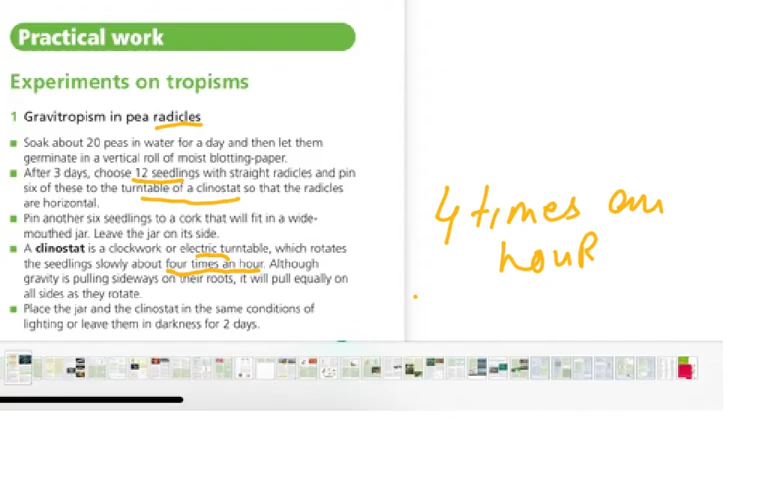 Practical work
Experiments on tropisms
1 Gravitropism in pea radicles
■ Soak about 20 peas in water for a day and then let them
germinate in a vertical roll of moist blotting-paper.
■ After 3 days, choose 12 seedlings with straight radicles and pin
six of these to the turntable of a clinostat so that the radicles
are horizontal.
■ Pin another six seedlings to a cork that will fit in a wide-
mouthed jar. Leave the jar on its side.
■ A clinostat is a clockwork or electric turntable, which rotates
the seedlings slowly about four times an hour. Although
gravity is pulling sideways on their roots, it will pull equally on
all sides as they rotate.
■ Place the jar and the clinostat in the same conditions of
lighting or leave them in darkness for 2 days.
4 times an
hour